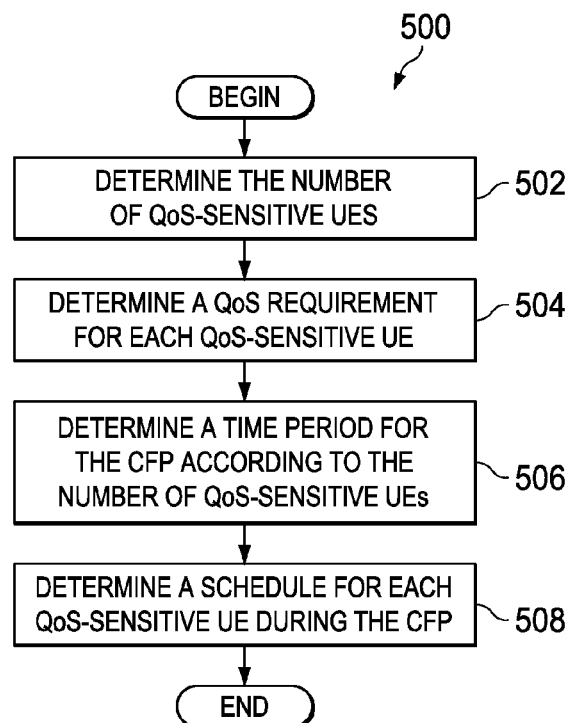 500
BEGIN
DETERMINE THE NUMBER
OF QoS-SENSITIVE UES
502
DETERMINE A QoS REQUIREMENT
FOR EACH QoS-SENSITIVE UE
504
DETERMINE A TIME PERIOD FOR
THE CFP ACCORDING TO THE
NUMBER OF QoS-SENSITIVE UEs
506
DETERMINE A SCHEDULE FOR EACH
QoS-SENSITIVE UE DURING THE CFP
508
END